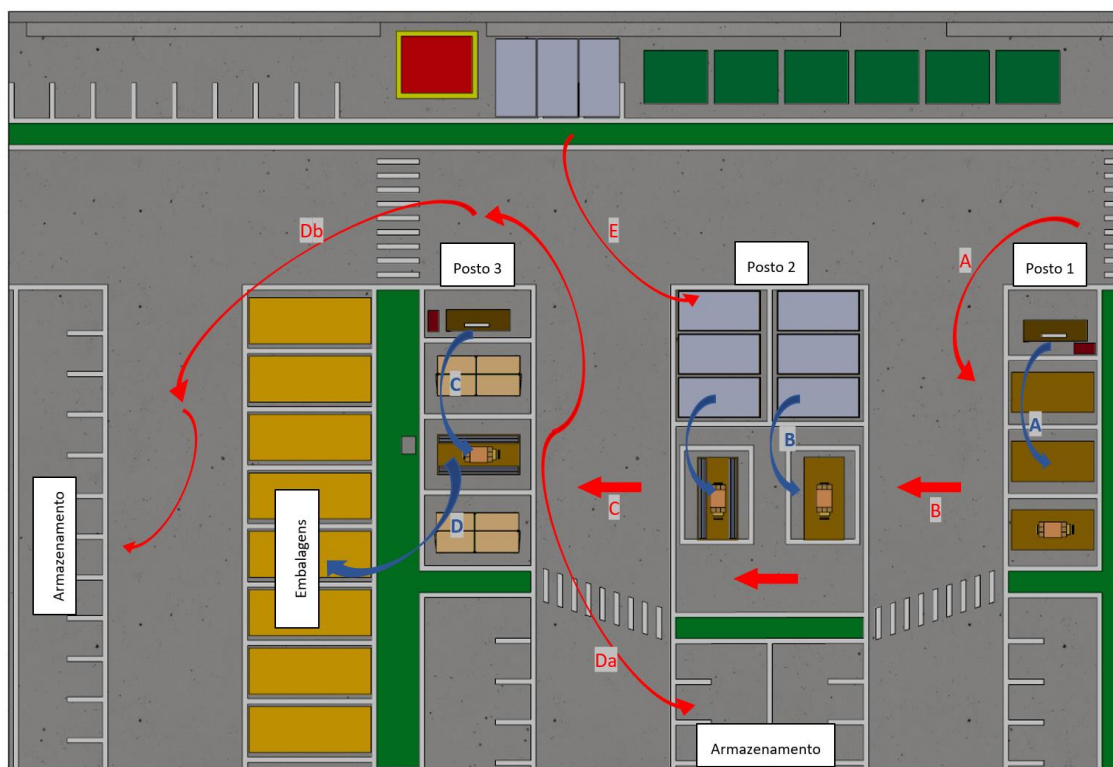 Db
E
A
Posto 3
Posto 2
Posto 1
C
B
A
D
C
B
Armazenamento
Embalagens
Da
Armazenamento